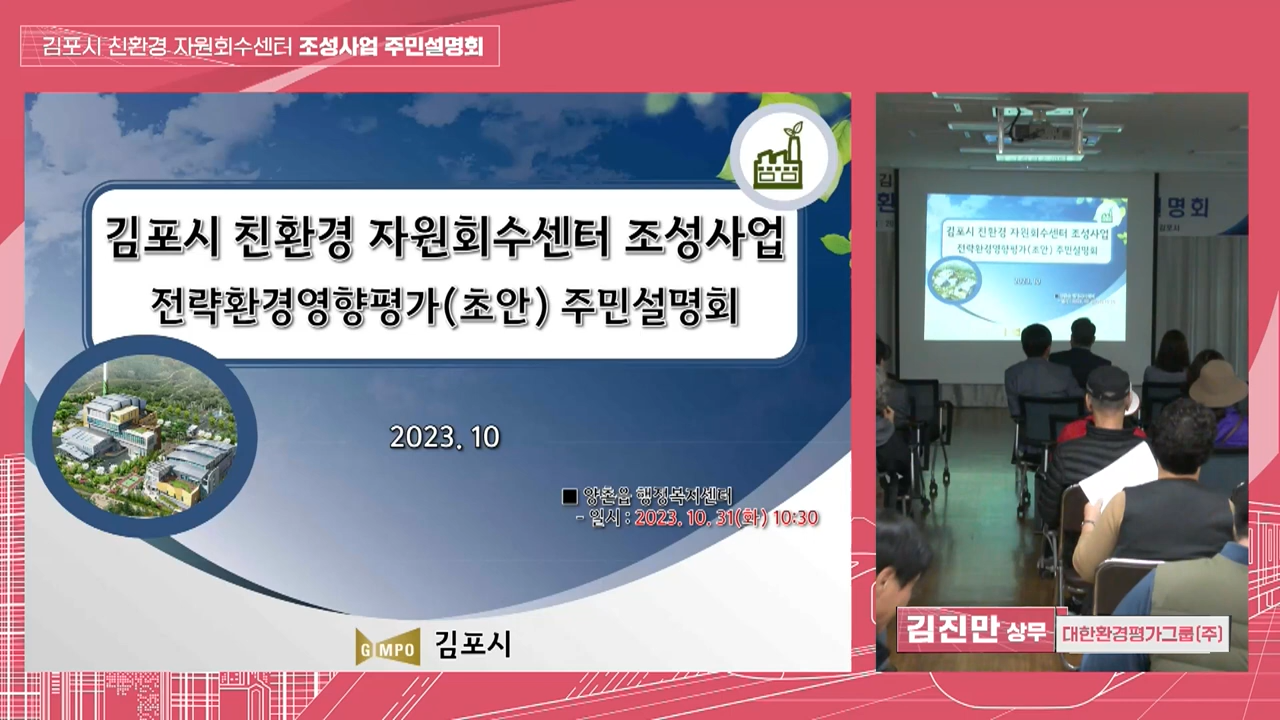 김포시 친환경 자원회수센터 조성사업 주민설명회
김포시 친환경 자원회수센터 조성사업
전략환경영향평가(초안) 주민설명회
2023. 10
■ 양촌읍 행정복지센터
- 일시 : 2023. 10. 31(화) 10:30
GIMPO 김포시
김포시 친환경 자원회수센터 조성사업
전략환경영향평가(초안) 주민설명회
2023. 10
명회
김포시
김진만 상무 대한환경평가그룹(주)